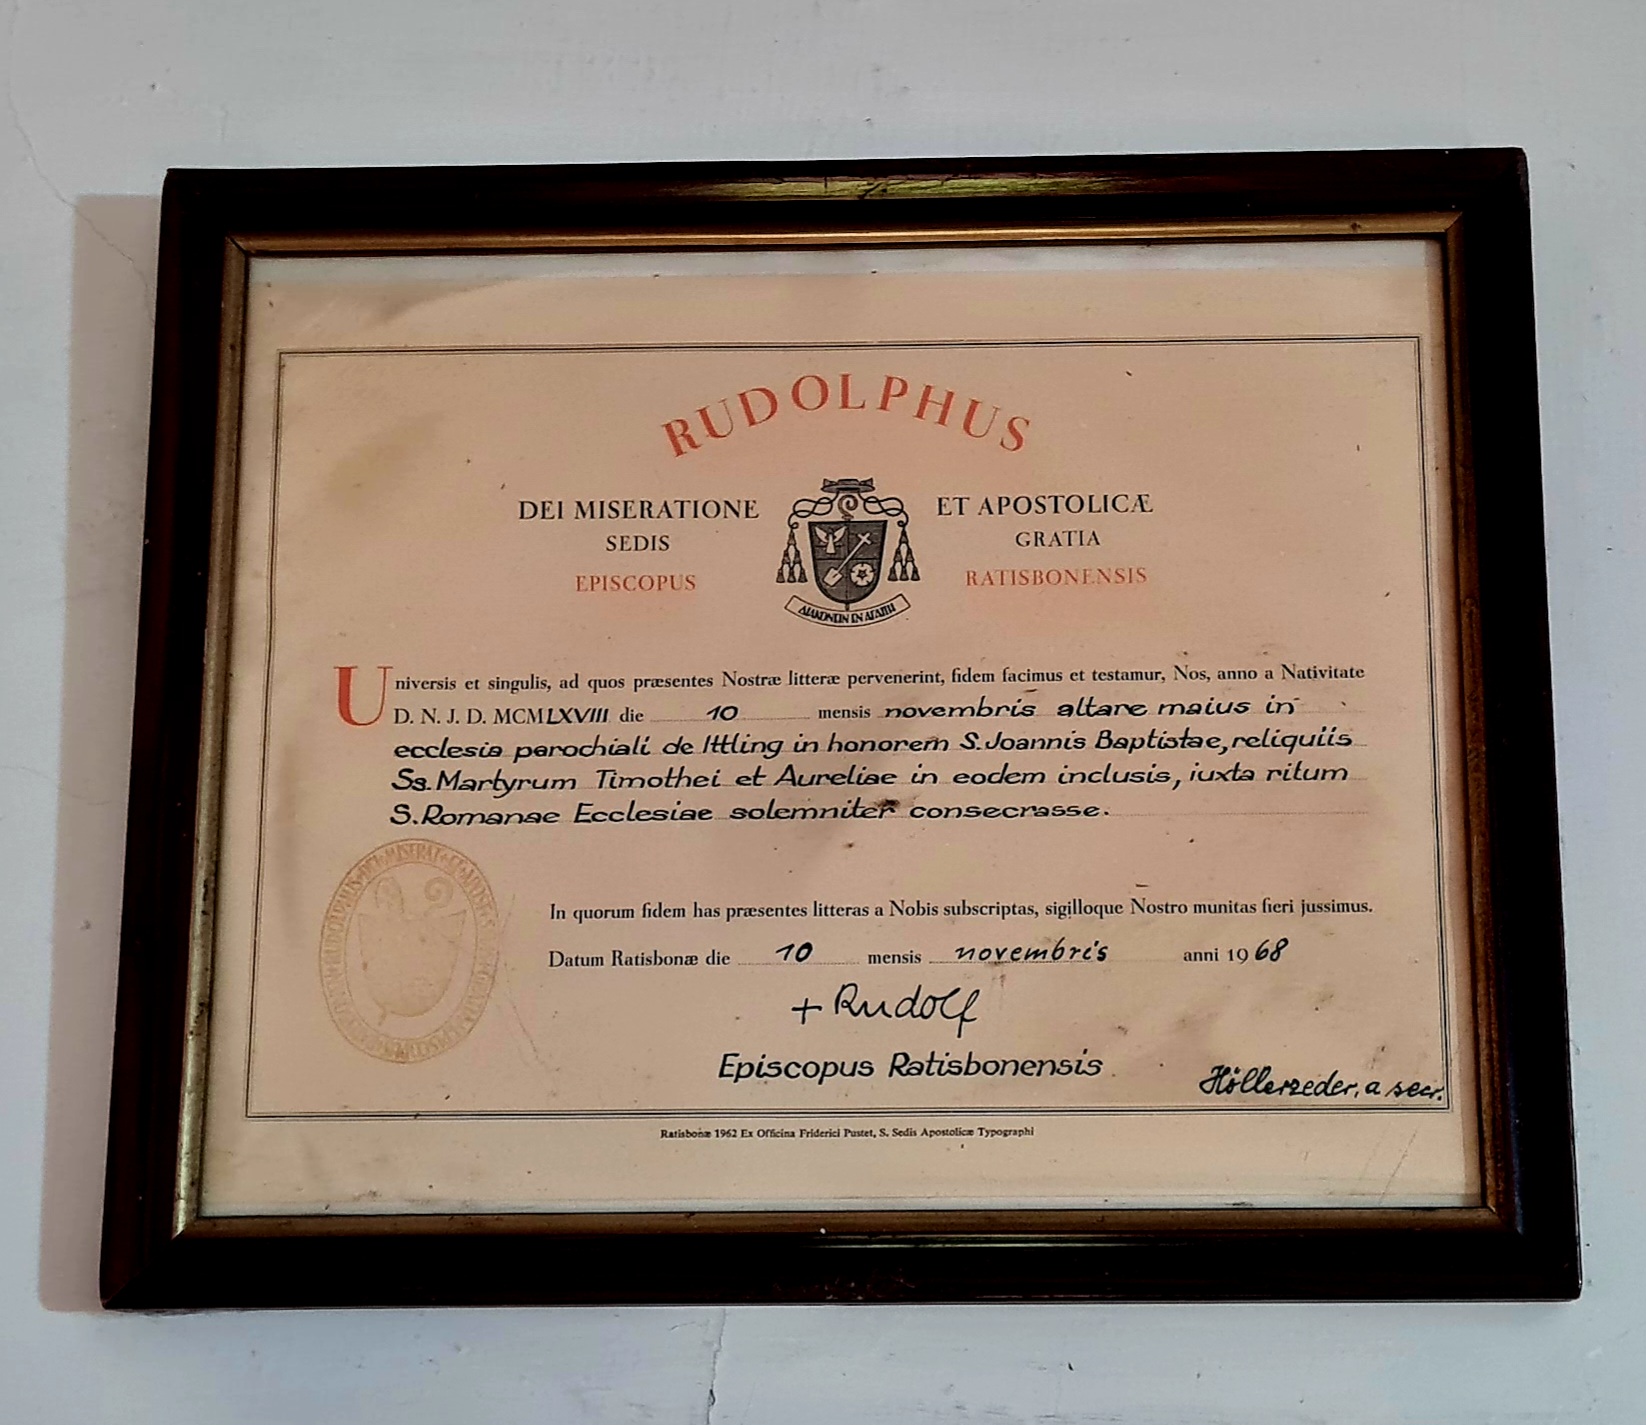 RUDOLPHUS
DEI MISERATIONE ET APOSTOLICÆ
SEDIS GRATIA
EPISCOPUS RATISBONENSIS
ΔΙΑΚΟΝΕΙΝ ΕΝ ΑΓΑΠΗ
Universis et singulis, ad quos præsentes Nostræ litteræ pervenerint, fidem facimus et testamur, Nos, anno a Nativitate
D. N. J. D. MCMLXVIII die 10 mensis novembris altare maius in
ecclesia parochiali de Ittling in honorem S. Joannis Baptistae, reliquiis
Ss. Martyrum Timothei et Aureliae in eodem inclusis, iuxta ritum
S. Romanae Ecclesiae solemniter consecrasse.
In quorum fidem has præsentes litteras a Nobis subscriptas, sigilloque Nostro munitas fieri jussimus.
Datum Ratisbonæ die 10 mensis novembris anni 1968
+ Rudolf
Episcopus Ratisbonensis
Höllerzeder, a secr.
Ratisbonæ 1962 Ex Officina Friderici Pustet, S. Sedis Apostolicæ Typographi